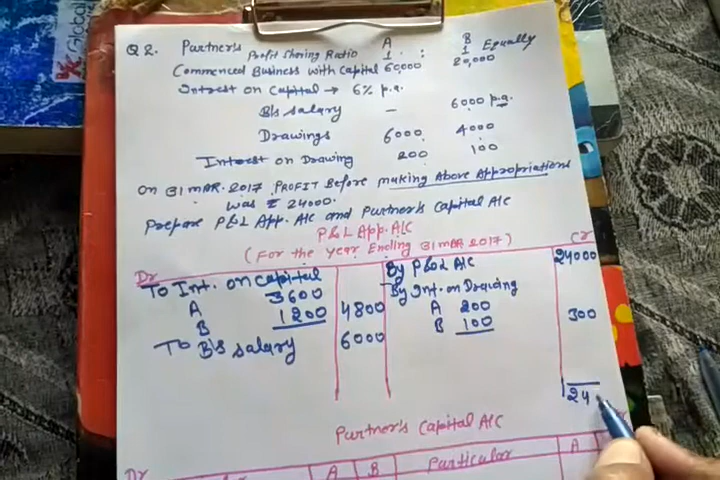 Global
Q 2. Partner's A B
Profit Sharing Ratio 1 : 1 Equally
Commenced Business with Capital 60,000 20,000
Interest on Capital → 6% p.a.
B's salary — 6000 p.a.
Drawings 6000 4000
Interest on Drawing 200 100
On 31 MAR. 2017 PROFIT Before making Above Appropriations
was ₹ 24000.
Prepare P&L App. A/C and Partner's Capital A/C
P&L App. A/C
(For the Year Ending 31 MAR 2017)
Dr Cr
To Int. on capital By P&L A/C 24000
A 3600 By Int. on Drawing
B 1200 4800 A 200
B 100 300
To B's salary 6000
24
Partner's Capital A/C
Dr
A B Particular A